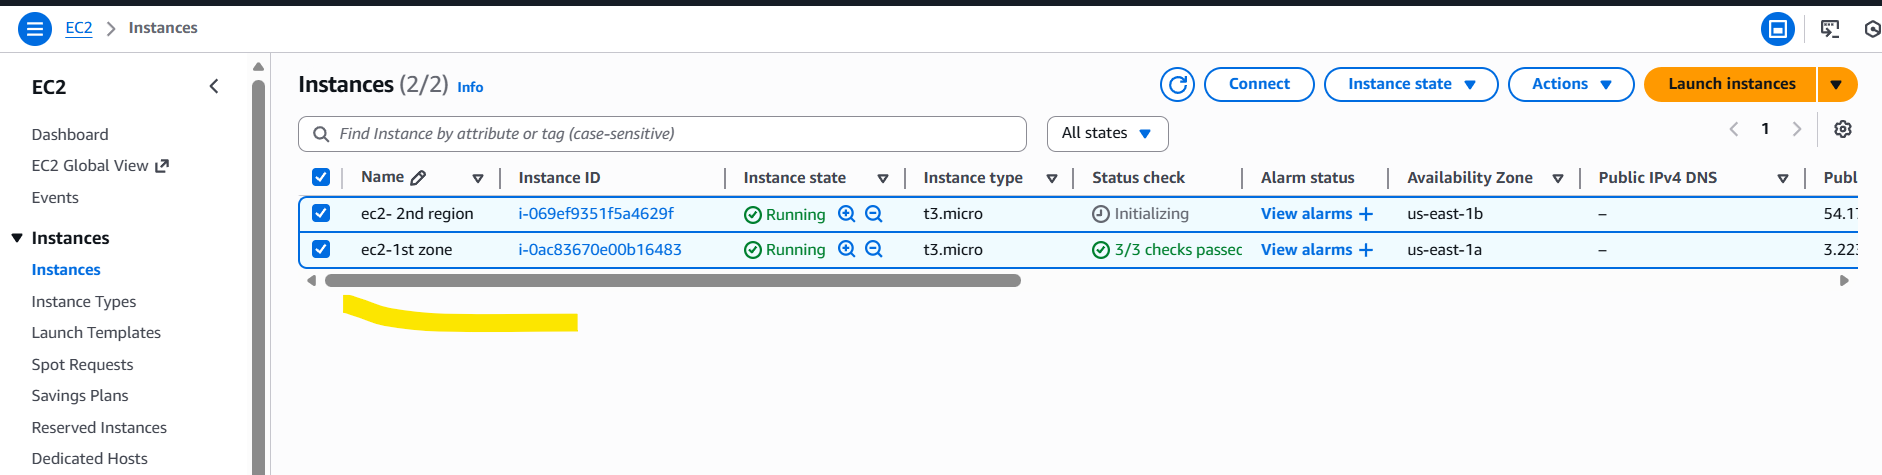 EC2 > Instances
EC2
Dashboard
EC2 Global View
Events
Instances
Instances
Instance Types
Launch Templates
Spot Requests
Savings Plans
Reserved Instances
Dedicated Hosts
Instances (2/2) Info
Connect Instance state Actions Launch instances
Find Instance by attribute or tag (case-sensitive) All states 1
Name Instance ID Instance state Instance type Status check Alarm status Availability Zone Public IPv4 DNS Publ
ec2- 2nd region i-069ef9351f5a4629f Running t3.micro Initializing View alarms + us-east-1b – 54.17
ec2-1st zone i-0ac83670e00b16483 Running t3.micro 3/3 checks passec View alarms + us-east-1a – 3.223